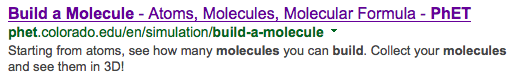 Build a Molecule - Atoms, Molecules, Molecular Formula - PhET
phet.colorado.edu/en/simulation/build-a-molecule
Starting from atoms, see how many molecules you can build. Collect your molecules
and see them in 3D!